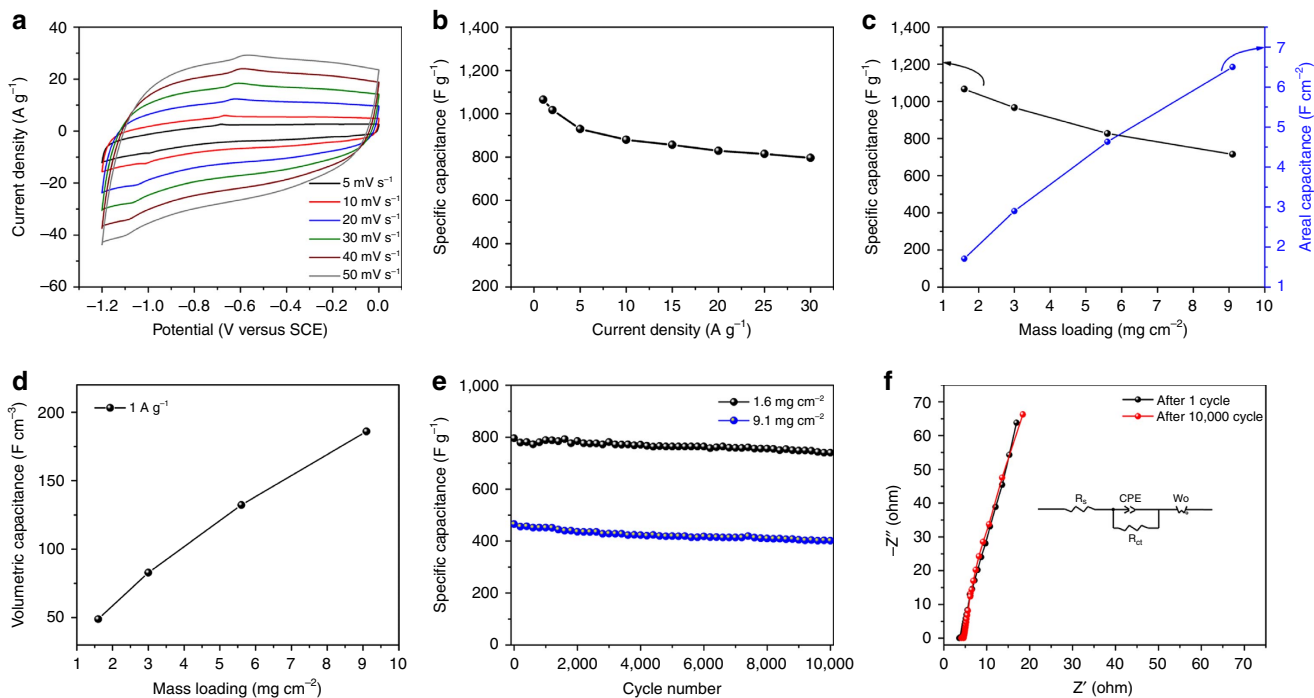 a
40
20
0
−20
−40
−60
Current density (A g⁻¹)
5 mV s⁻¹
10 mV s⁻¹
20 mV s⁻¹
30 mV s⁻¹
40 mV s⁻¹
50 mV s⁻¹
−1.2 −1.0 −0.8 −0.6 −0.4 −0.2 0.0
Potential (V versus SCE)
b
1,400
1,200
1,000
800
600
400
200
Specific capacitance (F g⁻¹)
0 5 10 15 20 25 30
Current density (A g⁻¹)
c
1,400
1,200
1,000
800
600
400
200
0
Specific capacitance (F g⁻¹)
7
6
5
4
3
2
1
Areal capacitance (F cm⁻²)
1 2 3 4 5 6 7 8 9 10
Mass loading (mg cm⁻²)
d
200
150
100
50
Volumetric capacitance (F cm⁻³)
1 A g⁻¹
1 2 3 4 5 6 7 8 9 10
Mass loading (mg cm⁻²)
e
1,000
800
600
400
200
0
Specific capacitance (F g⁻¹)
1.6 mg cm⁻²
9.1 mg cm⁻²
0 2,000 4,000 6,000 8,000 10,000
Cycle number
f
70
60
50
40
30
20
10
0
−Z″ (ohm)
After 1 cycle
After 10,000 cycle
Rs CPE Wo
Rct
0 10 20 30 40 50 60 70
Z′ (ohm)